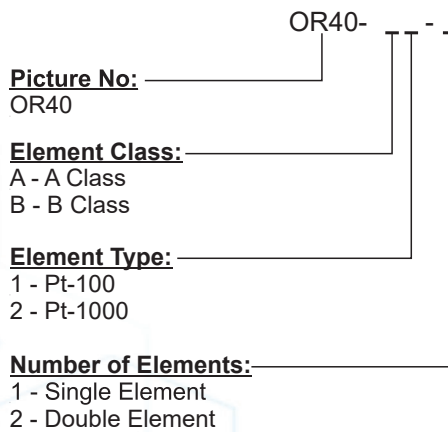 OR40- _ _ - _
Picture No:
OR40
Element Class:
A - A Class
B - B Class
Element Type:
1 - Pt-100
2 - Pt-1000
Number of Elements:
1 - Single Element
2 - Double Element